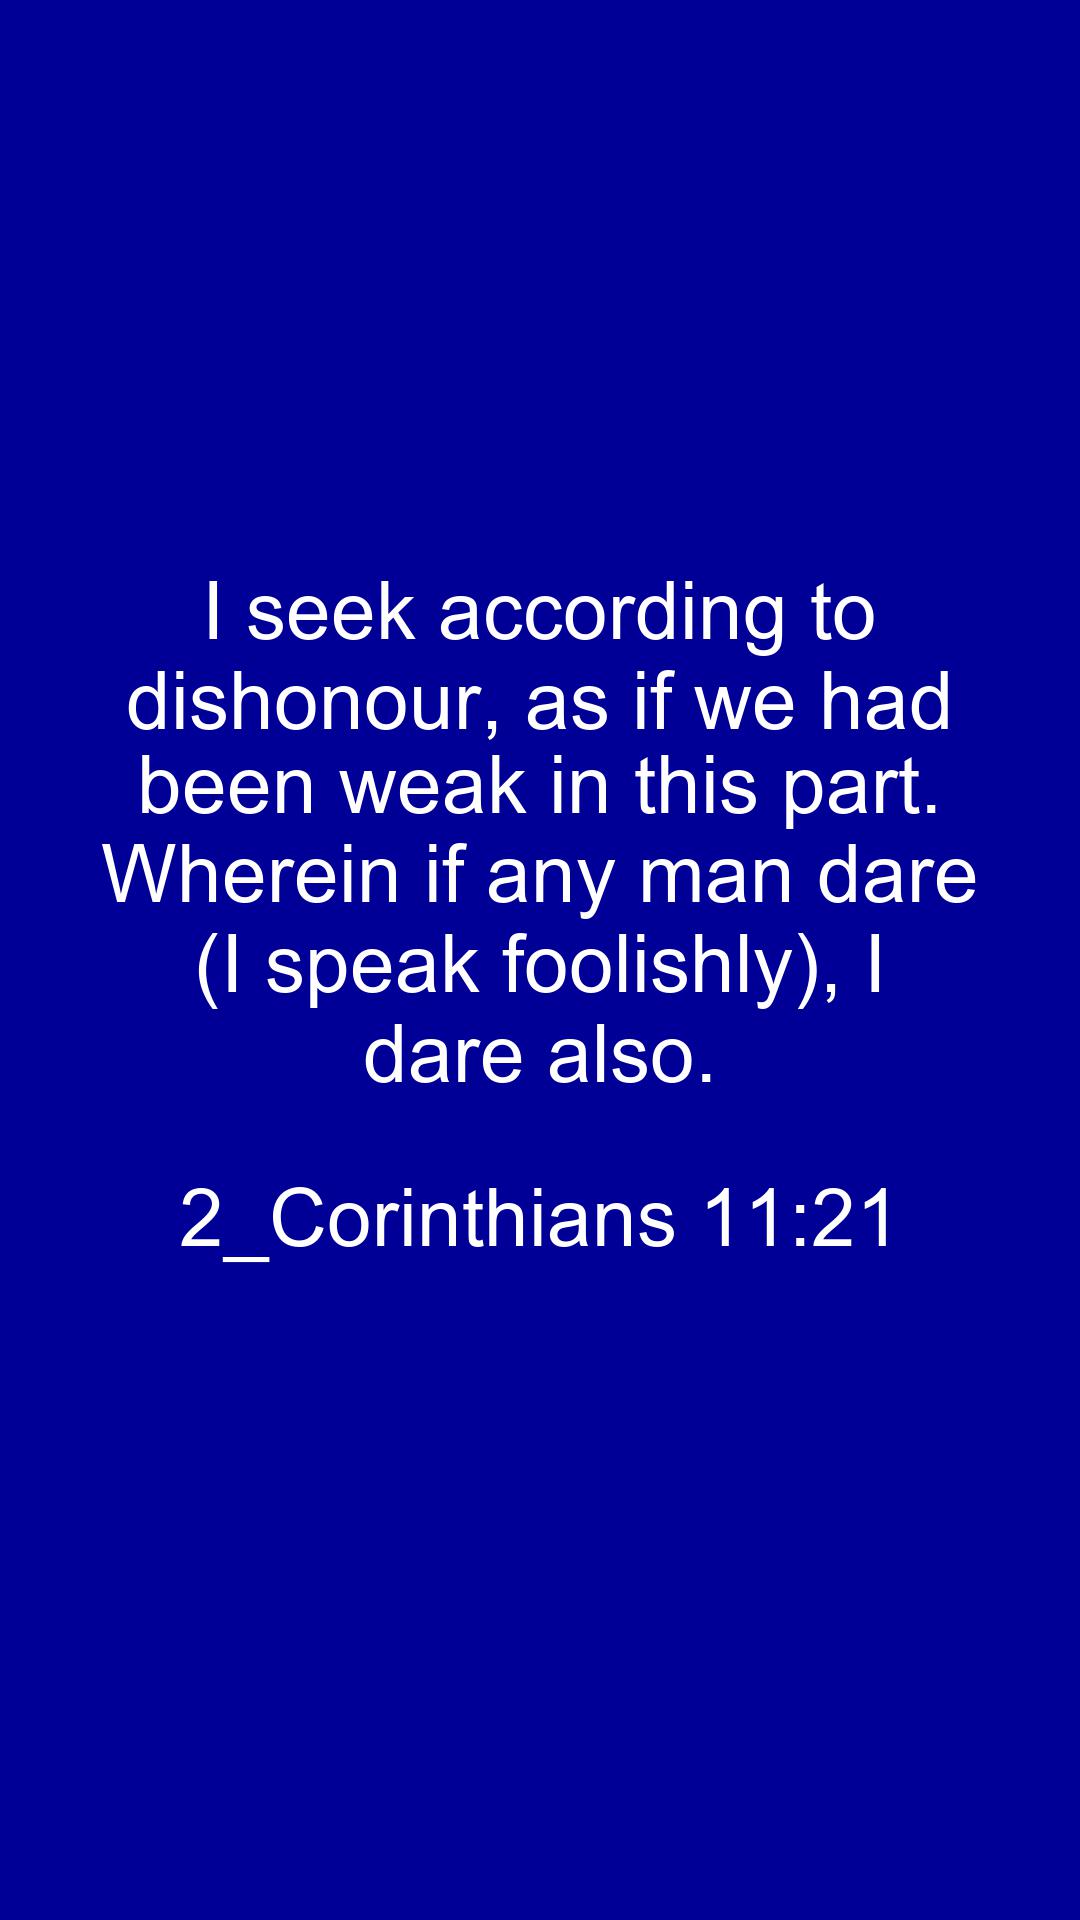 I seek according to
dishonour, as if we had
been weak in this part.
Wherein if any man dare
(I speak foolishly), I
dare also.
2_Corinthians 11:21